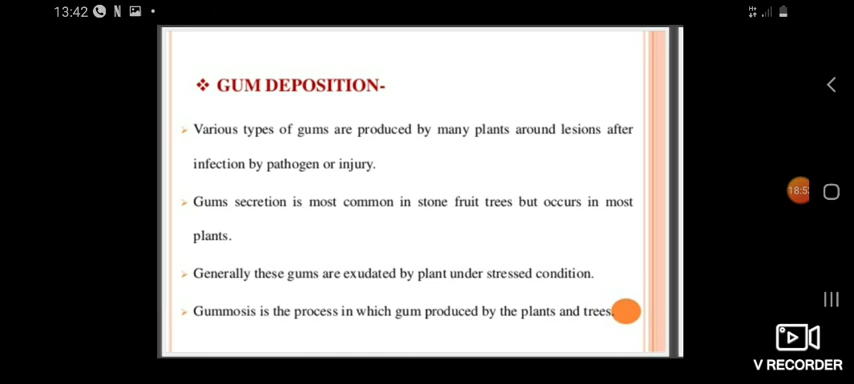 13:42 N
❖ GUM DEPOSITION-
Various types of gums are produced by many plants around lesions after
infection by pathogen or injury.
Gums secretion is most common in stone fruit trees but occurs in most
plants.
Generally these gums are exudated by plant under stressed condition.
Gummosis is the process in which gum produced by the plants and trees.
V RECORDER